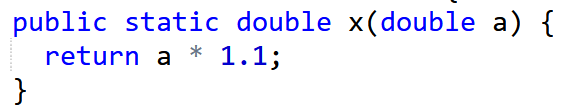 public static double x(double a) {
  return a * 1.1;
}